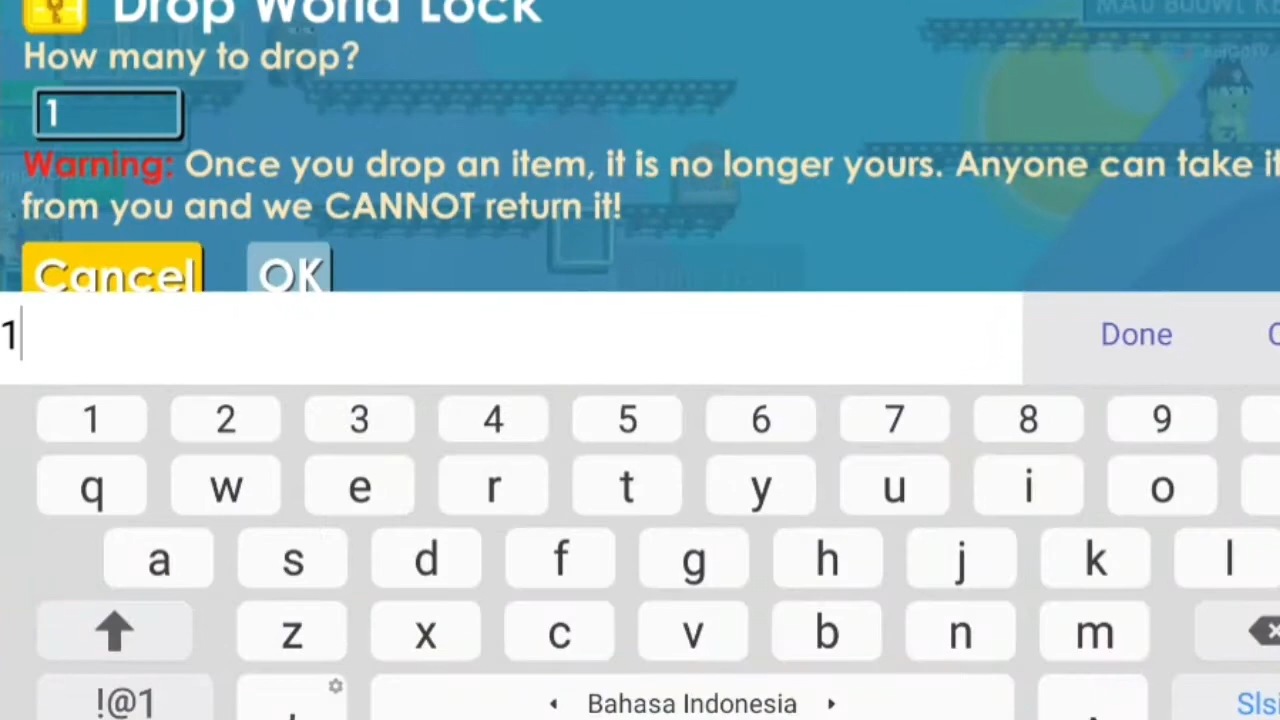 Drop World Lock
How many to drop?
1
Warning: Once you drop an item, it is no longer yours. Anyone can take it
from you and we CANNOT return it!
Cancel OK
1
Done
1 2 3 4 5 6 7 8 9
q w e r t y u i o
a s d f g h j k l
z x c v b n m
!@1 , Bahasa Indonesia .